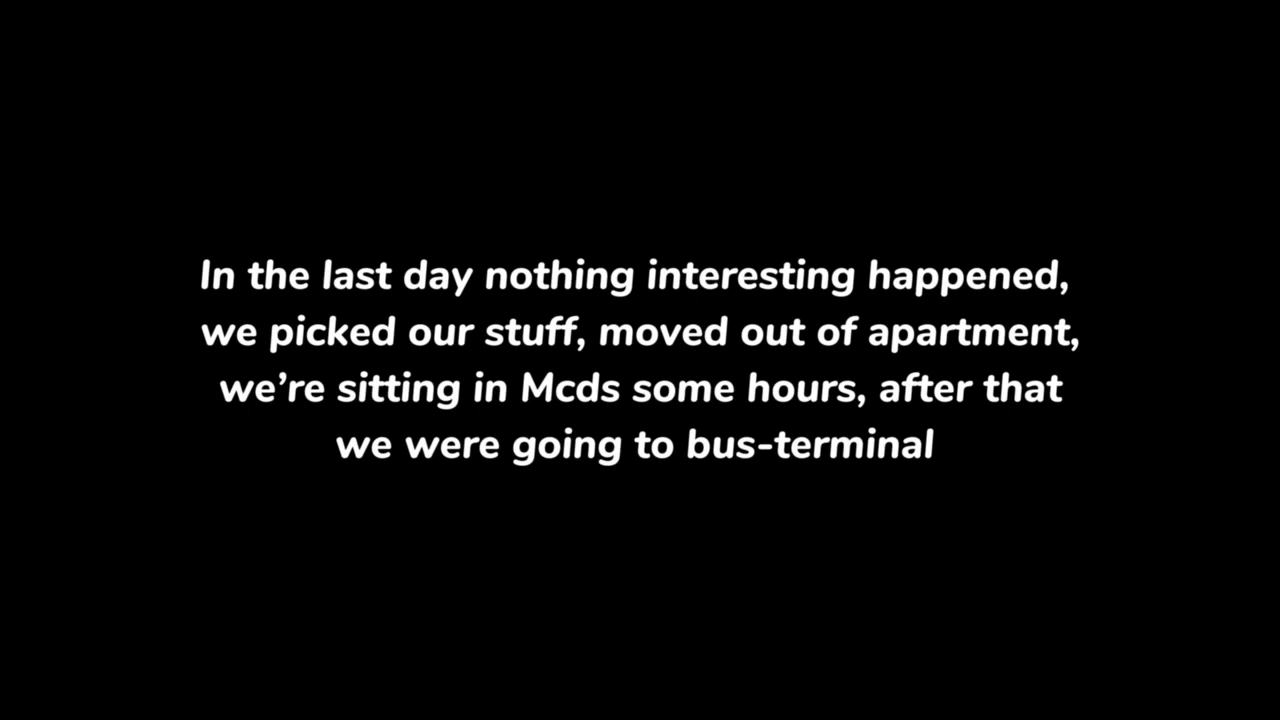 In the last day nothing interesting happened,
we picked our stuff, moved out of apartment,
we’re sitting in Mcds some hours, after that
we were going to bus-terminal